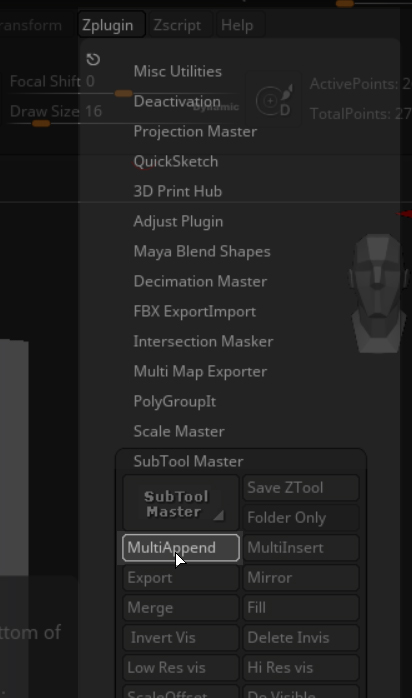 ransform Zplugin Zscript Help
Misc Utilities
Focal Shift 0
ActivePoints: 2
Deactivation
Draw Size 16
Dynamic
D
TotalPoints: 27
Projection Master
QuickSketch
3D Print Hub
Adjust Plugin
Maya Blend Shapes
Decimation Master
FBX ExportImport
Intersection Masker
Multi Map Exporter
PolyGroupIt
Scale Master
SubTool Master
SubTool
Master
Save ZTool
Folder Only
MultiAppend MultiInsert
Export Mirror
Merge Fill
Invert Vis Delete Invis
ttom of
Low Res vis Hi Res vis
ScaleOffset Do Visible